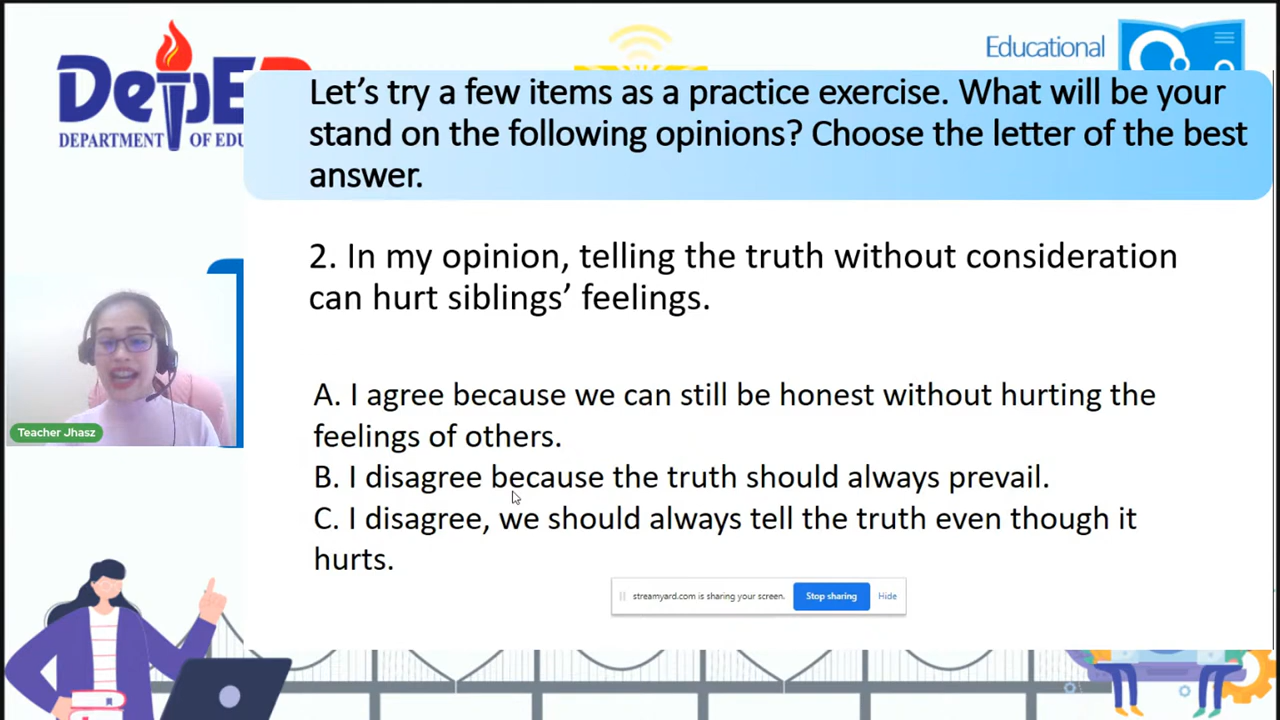 DepE
DEPARTMENT OF EDU
Educational
Let's try a few items as a practice exercise. What will be your
stand on the following opinions? Choose the letter of the best
answer.
2. In my opinion, telling the truth without consideration
can hurt siblings' feelings.
A. I agree because we can still be honest without hurting the
feelings of others.
B. I disagree because the truth should always prevail.
C. I disagree, we should always tell the truth even though it
hurts.
Teacher Jhasz
streamyard.com is sharing your screen. Stop sharing Hide